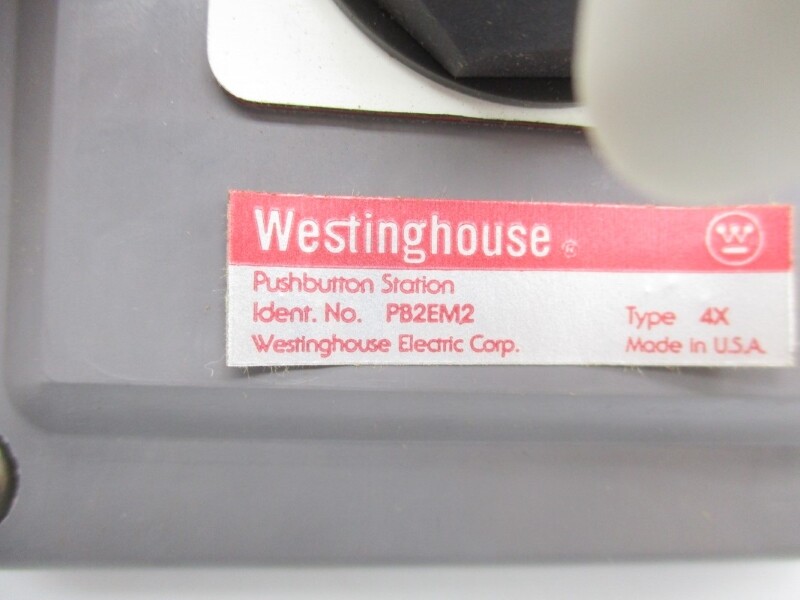 Westinghouse ®
Pushbutton Station
Ident. No. PB2EM2 Type 4X
Westinghouse Electric Corp. Made in U.S.A.